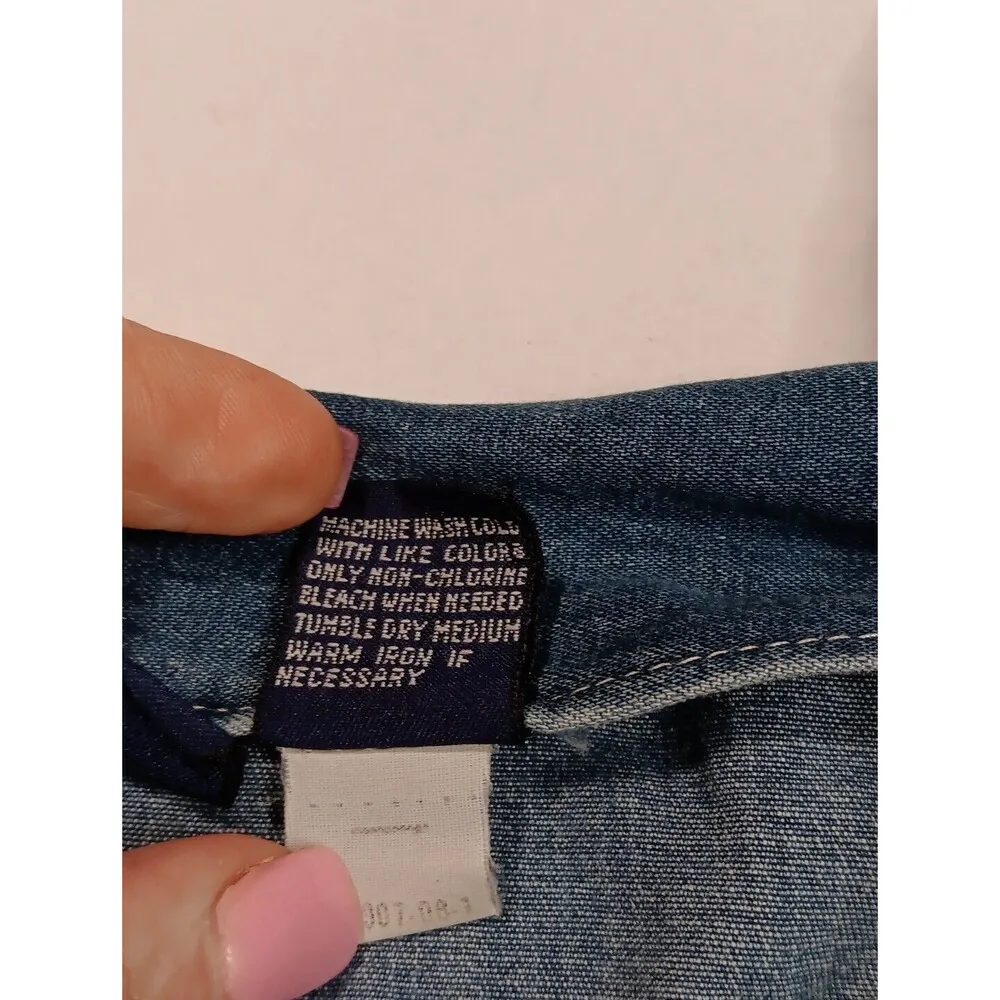 MACHINE WASH COLD
WITH LIKE COLORS
ONLY NON-CHLORINE
BLEACH WHEN NEEDED
TUMBLE DRY MEDIUM
WARM IRON IF
NECESSARY